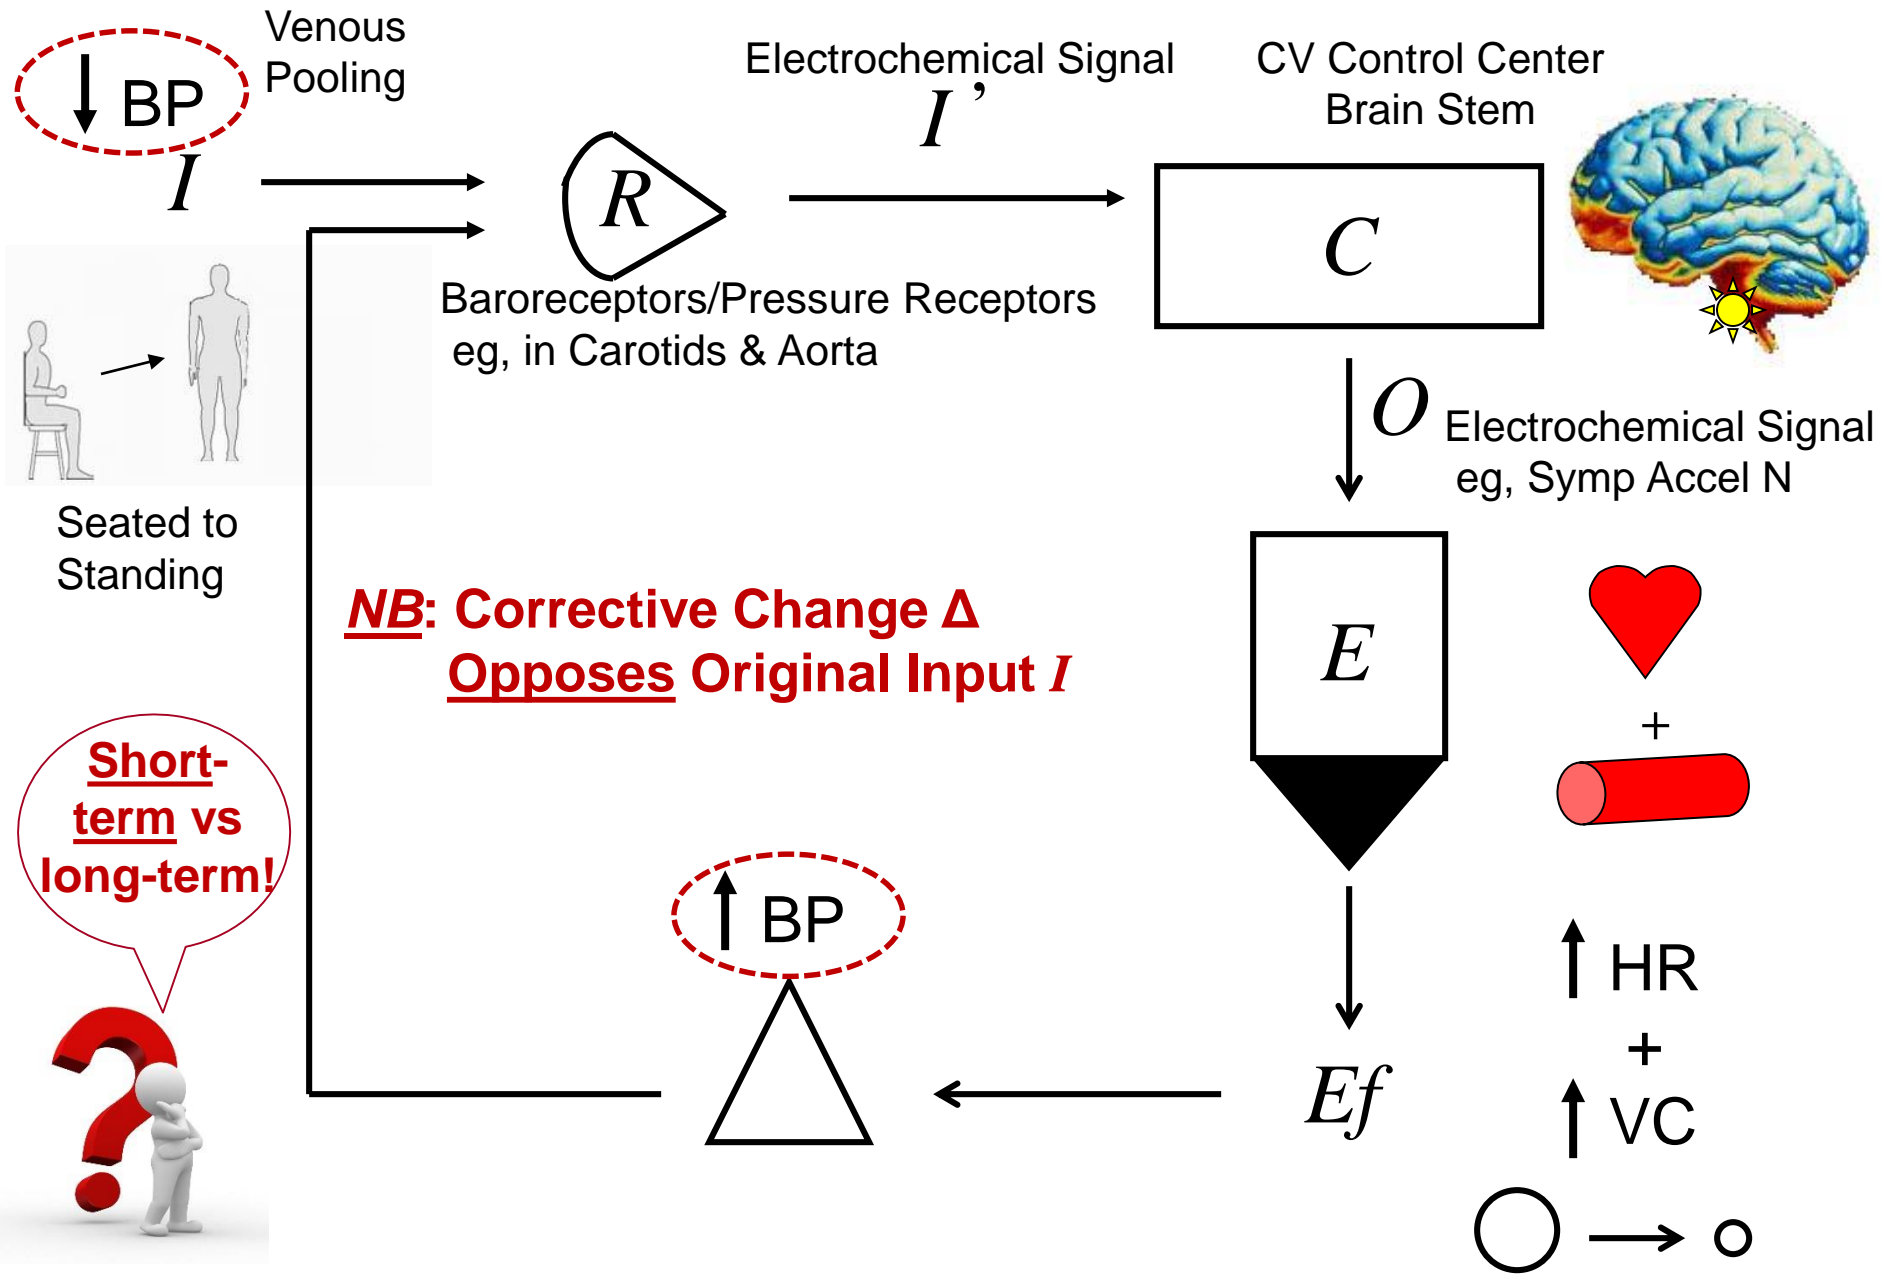 ↓ BP
Venous
Pooling
I
Electrochemical Signal
I’
CV Control Center
Brain Stem
R
C
Baroreceptors/Pressure Receptors
eg, in Carotids & Aorta
O
Electrochemical Signal
eg, Symp Accel N
Seated to
Standing
NB: Corrective Change Δ
Opposes Original Input I
E
+
Short-
term vs
long-term!
↑ BP
↑ HR
+
↑ VC
Ef